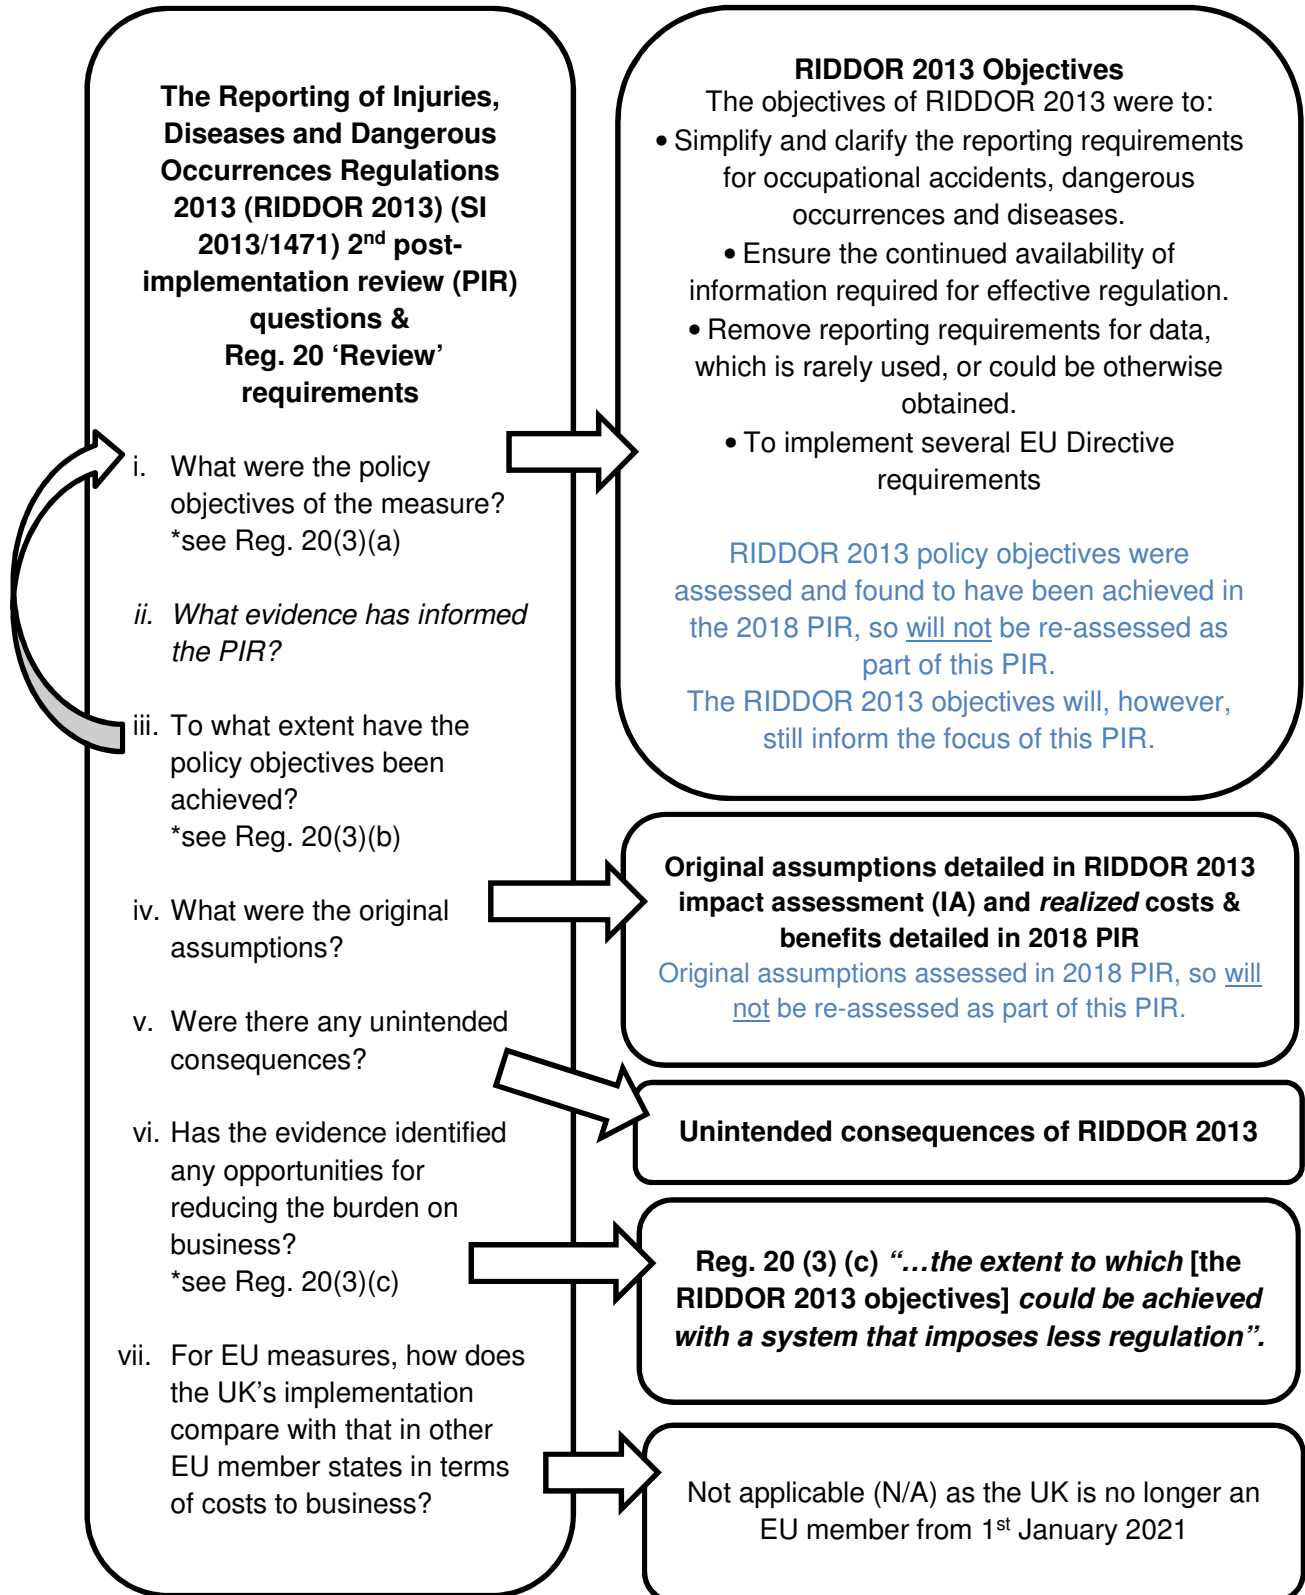 The Reporting of Injuries,
Diseases and Dangerous
Occurrences Regulations
2013 (RIDDOR 2013) (SI
2013/1471) 2nd post-
implementation review (PIR)
questions &
Reg. 20 ‘Review’
requirements
i. What were the policy
objectives of the measure?
*see Reg. 20(3)(a)
ii. What evidence has informed
the PIR?
iii. To what extent have the
policy objectives been
achieved?
*see Reg. 20(3)(b)
iv. What were the original
assumptions?
v. Were there any unintended
consequences?
vi. Has the evidence identified
any opportunities for
reducing the burden on
business?
*see Reg. 20(3)(c)
vii. For EU measures, how does
the UK’s implementation
compare with that in other
EU member states in terms
of costs to business?
RIDDOR 2013 Objectives
The objectives of RIDDOR 2013 were to:
• Simplify and clarify the reporting requirements
for occupational accidents, dangerous
occurrences and diseases.
• Ensure the continued availability of
information required for effective regulation.
• Remove reporting requirements for data,
which is rarely used, or could be otherwise
obtained.
• To implement several EU Directive
requirements
RIDDOR 2013 policy objectives were
assessed and found to have been achieved in
the 2018 PIR, so will not be re-assessed as
part of this PIR.
The RIDDOR 2013 objectives will, however,
still inform the focus of this PIR.
Original assumptions detailed in RIDDOR 2013
impact assessment (IA) and realized costs &
benefits detailed in 2018 PIR
Original assumptions assessed in 2018 PIR, so will
not be re-assessed as part of this PIR.
Unintended consequences of RIDDOR 2013
Reg. 20 (3) (c) “…the extent to which [the
RIDDOR 2013 objectives] could be achieved
with a system that imposes less regulation”.
Not applicable (N/A) as the UK is no longer an
EU member from 1st January 2021